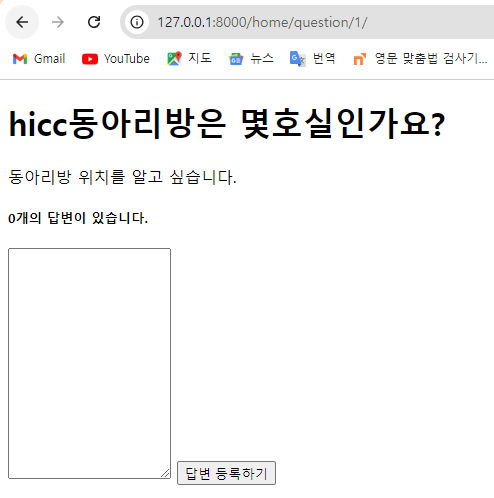 127.0.0.1:8000/home/question/1/
Gmail YouTube 지도 뉴스 번역 영문 맞춤법 검사기...
hicc동아리방은 몇호실인가요?
동아리방 위치를 알고 싶습니다.
0개의 답변이 있습니다.
답변 등록하기